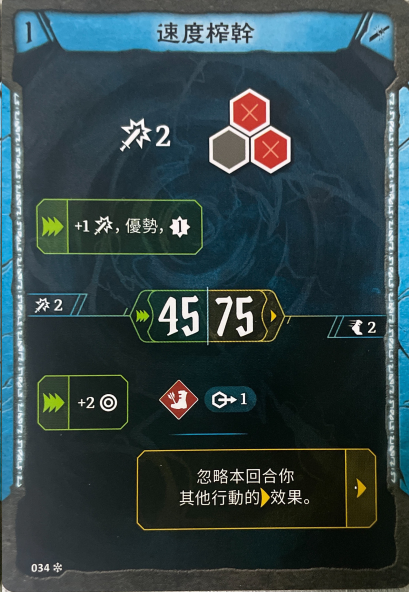 1 速度榨幹
2
+1 , 優勢, 1
2 45 75 2
+2 1
忽略本回合你
其他行動的效果。
034